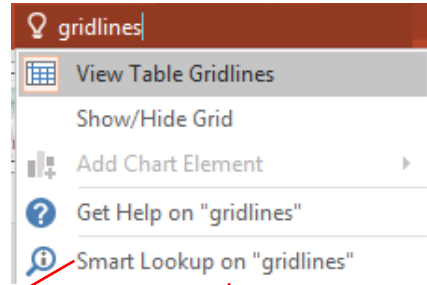 gridlines
View Table Gridlines
Show/Hide Grid
Add Chart Element
Get Help on "gridlines"
Smart Lookup on "gridlines"